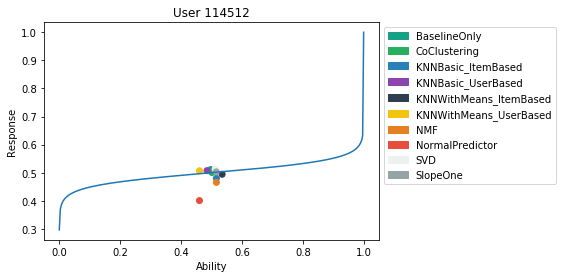 User 114512
1.0
0.9
0.8
0.7
0.6
0.5
0.4
0.3
Response
0.0 0.2 0.4 0.6 0.8 1.0
Ability
BaselineOnly
CoClustering
KNNBasic_ItemBased
KNNBasic_UserBased
KNNWithMeans_ItemBased
KNNWithMeans_UserBased
NMF
NormalPredictor
SVD
SlopeOne